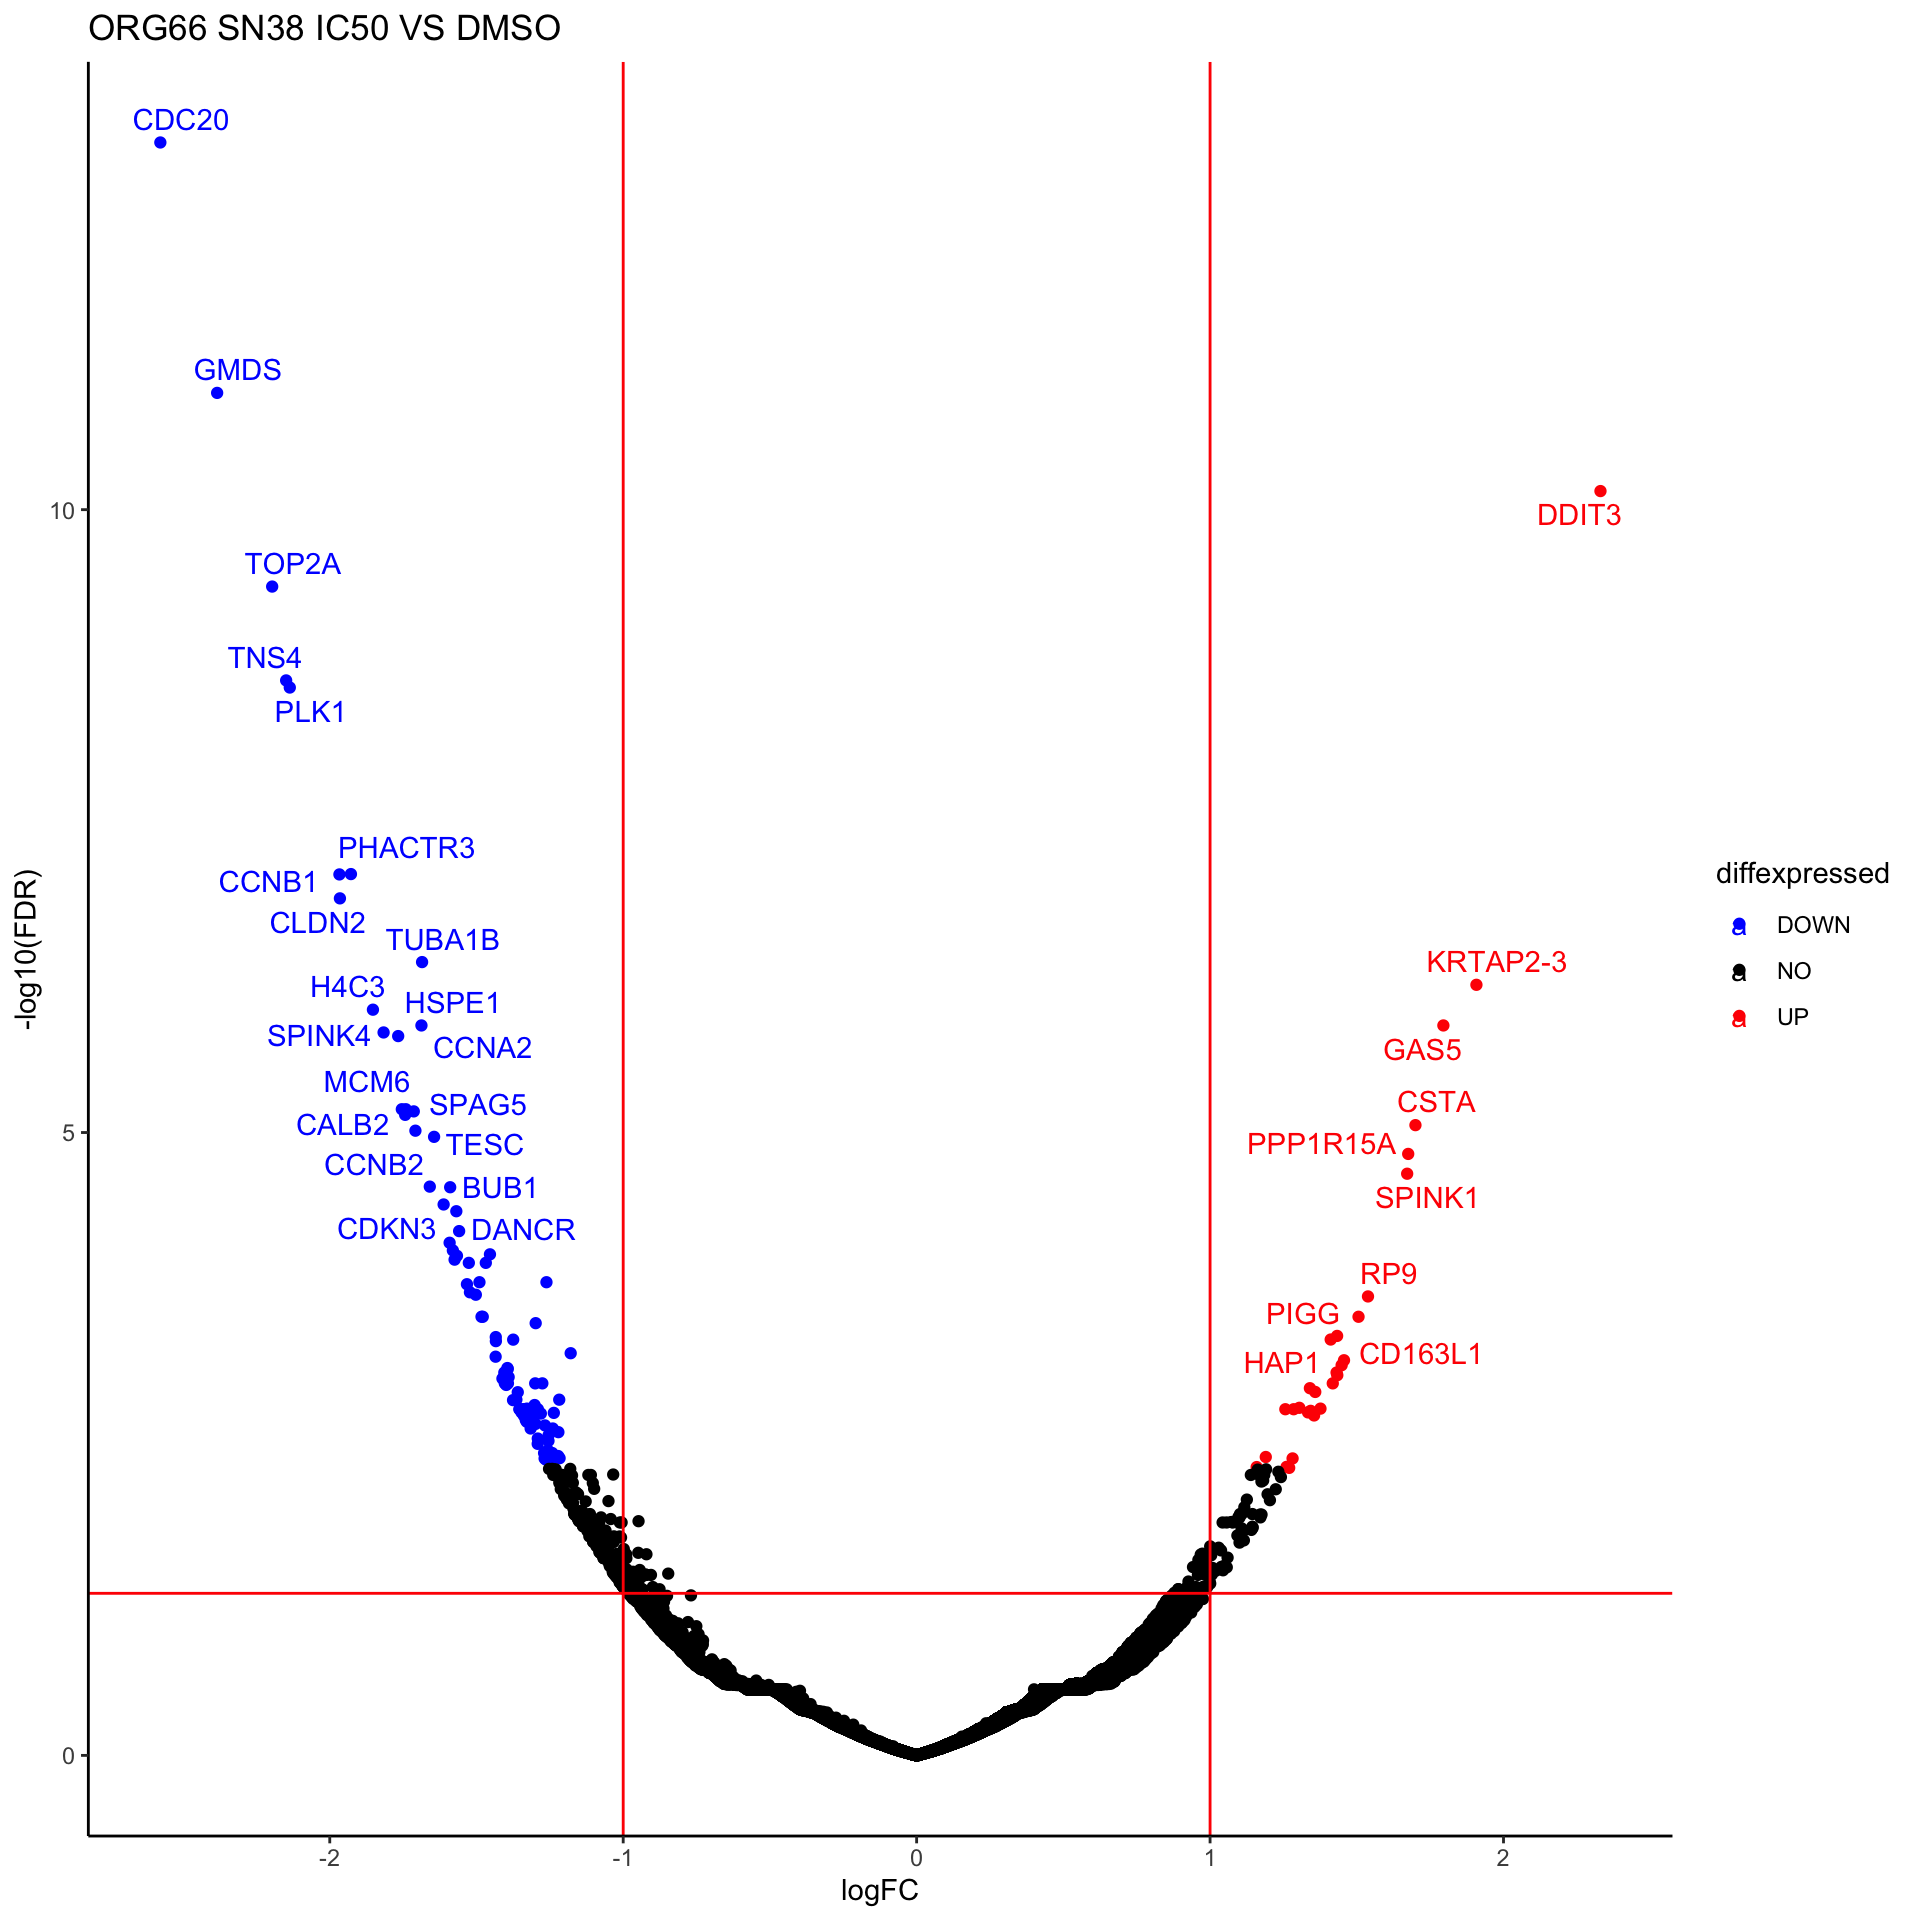 ORG66 SN38 IC50 VS DMSO
CDC20
GMDS
10
DDIT3
TOP2A
TNS4
PLK1
PHACTR3
CCNB1
CLDN2
TUBA1B
KRTAP2-3
H4C3
HSPE1
SPINK4
CCNA2
GAS5
MCM6
SPAG5
CSTA
CALB2
5
TESC
PPP1R15A
CCNB2
BUB1
SPINK1
CDKN3
DANCR
RP9
PIGG
HAP1
CD163L1
0
-log10(FDR)
-2 -1 0 1 2
logFC
diffexpressed
a DOWN
a NO
a UP